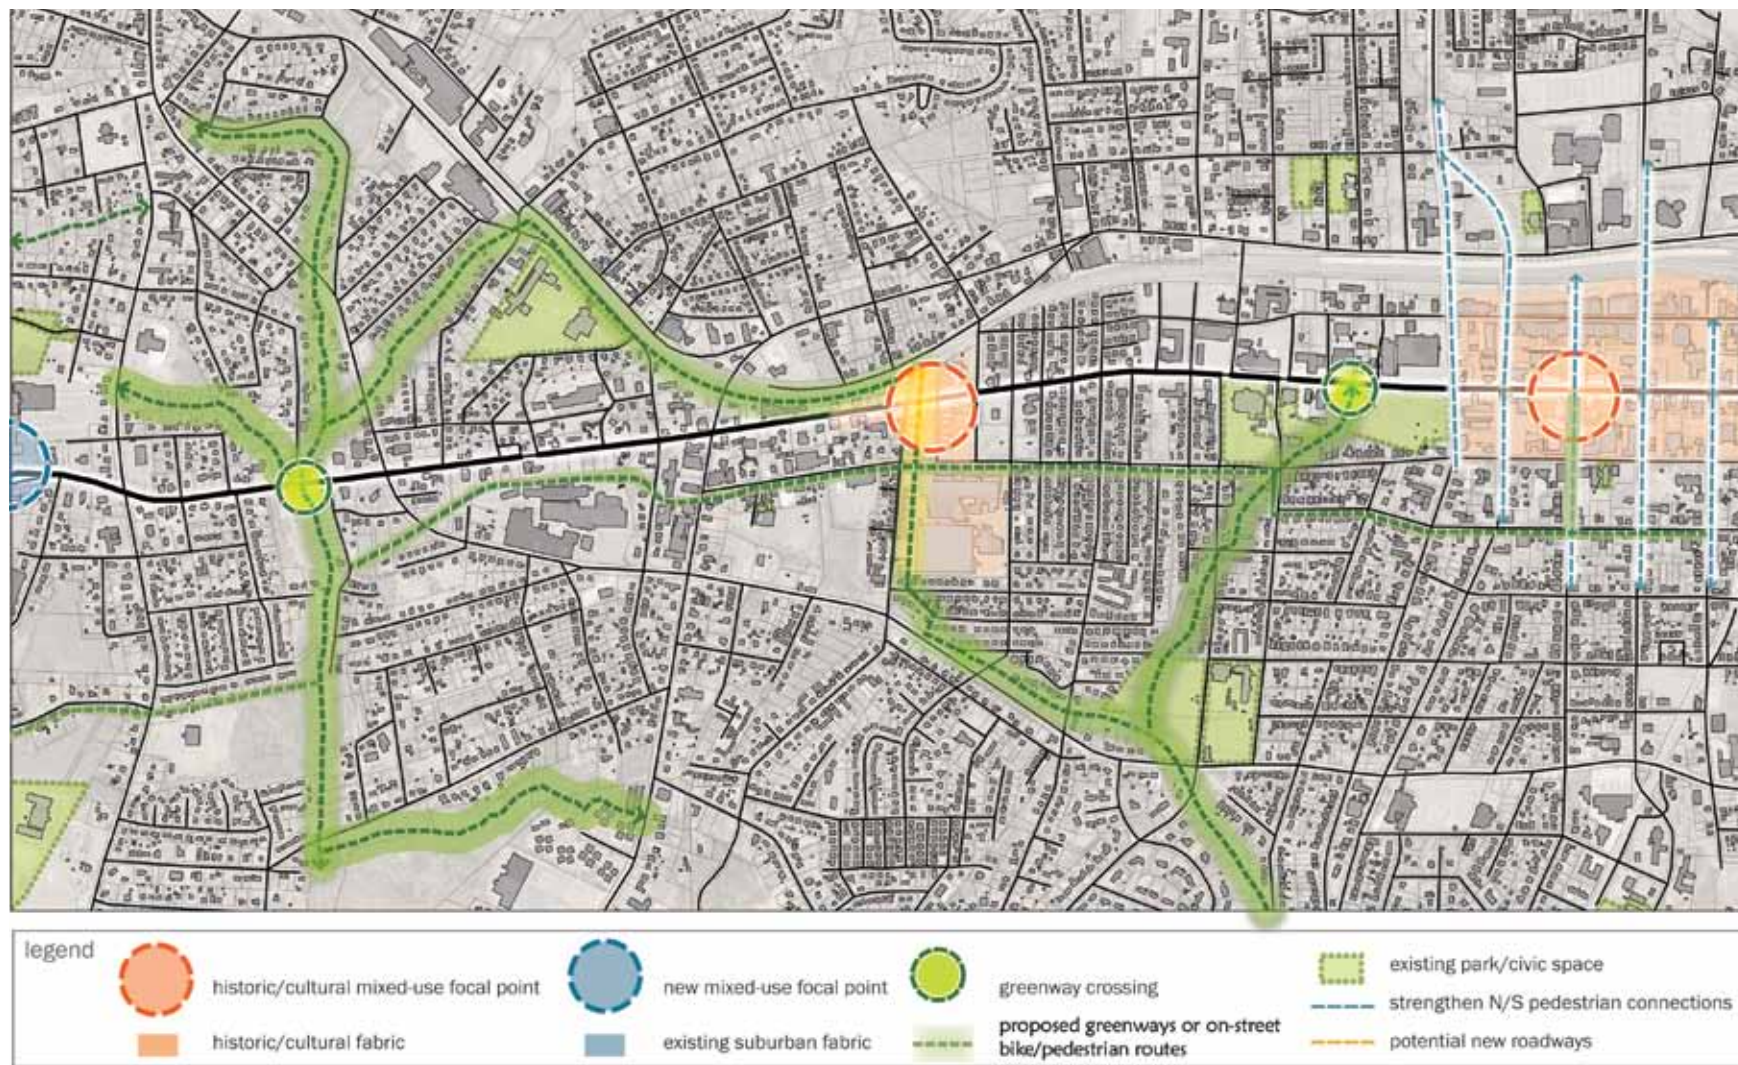 legend
historic/cultural mixed-use focal point
historic/cultural fabric
new mixed-use focal point
existing suburban fabric
greenway crossing
proposed greenways or on-street
bike/pedestrian routes
existing park/civic space
strengthen N/S pedestrian connections
potential new roadways